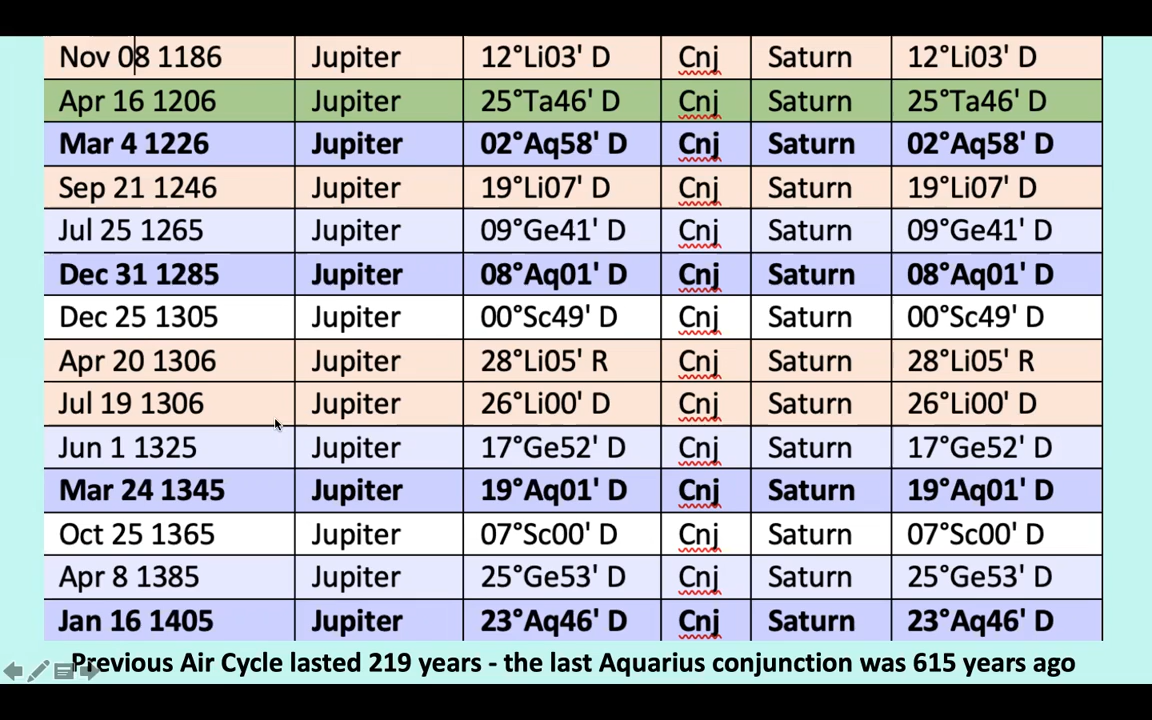 Nov 08 1186 Jupiter 12°Li03' D Cnj Saturn 12°Li03' D
Apr 16 1206 Jupiter 25°Ta46' D Cnj Saturn 25°Ta46' D
Mar 4 1226 Jupiter 02°Aq58' D Cnj Saturn 02°Aq58' D
Sep 21 1246 Jupiter 19°Li07' D Cnj Saturn 19°Li07' D
Jul 25 1265 Jupiter 09°Ge41' D Cnj Saturn 09°Ge41' D
Dec 31 1285 Jupiter 08°Aq01' D Cnj Saturn 08°Aq01' D
Dec 25 1305 Jupiter 00°Sc49' D Cnj Saturn 00°Sc49' D
Apr 20 1306 Jupiter 28°Li05' R Cnj Saturn 28°Li05' R
Jul 19 1306 Jupiter 26°Li00' D Cnj Saturn 26°Li00' D
Jun 1 1325 Jupiter 17°Ge52' D Cnj Saturn 17°Ge52' D
Mar 24 1345 Jupiter 19°Aq01' D Cnj Saturn 19°Aq01' D
Oct 25 1365 Jupiter 07°Sc00' D Cnj Saturn 07°Sc00' D
Apr 8 1385 Jupiter 25°Ge53' D Cnj Saturn 25°Ge53' D
Jan 16 1405 Jupiter 23°Aq46' D Cnj Saturn 23°Aq46' D
Previous Air Cycle lasted 219 years - the last Aquarius conjunction was 615 years ago